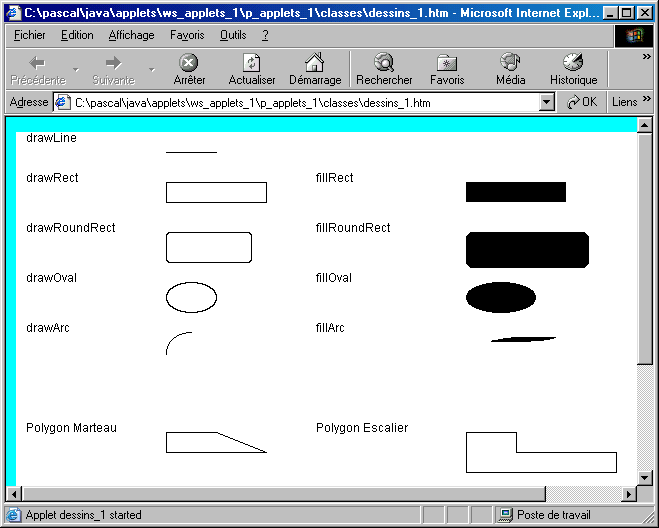 C:\pascal\java\applets\ws_applets_1\p_applets_1\classes\dessins_1.htm - Microsoft Internet Expl...
Fichier Edition Affichage Favoris Outils ? »
Précédente Suivante Arrêter Actualiser Démarrage Rechercher Favoris Média Historique »
Adresse C:\pascal\java\applets\ws_applets_1\p_applets_1\classes\dessins_1.htm OK Liens »
drawLine
drawRect fillRect
drawRoundRect fillRoundRect
drawOval fillOval
drawArc fillArc
Polygon Marteau Polygon Escalier
Applet dessins_1 started Poste de travail